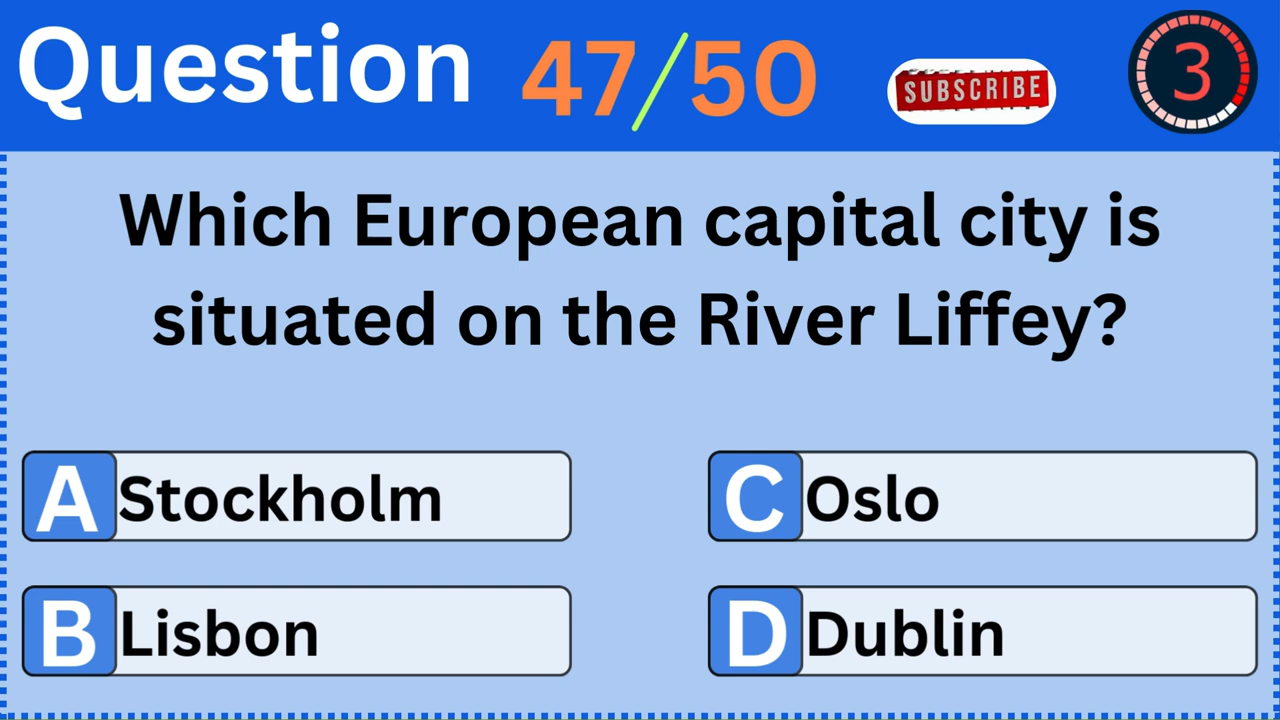 Question 47/50 SUBSCRIBE 3
Which European capital city is
situated on the River Liffey?
A Stockholm
B Lisbon
C Oslo
D Dublin